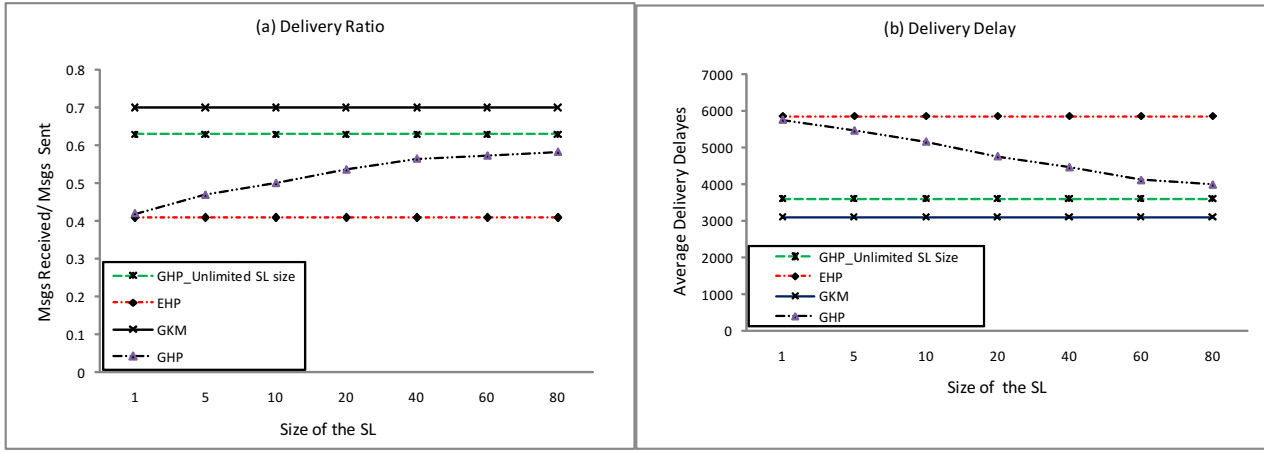 (a) Delivery Ratio
Msgs Received/ Msgs Sent
0.8
0.7
0.6
0.5
0.4
0.3
0.2
0.1
0
GHP_Unlimited SL size
EHP
GKM
GHP
1 5 10 20 40 60 80
Size of the SL
(b) Delivery Delay
Average Delivery Delayes
7000
6000
5000
4000
3000
2000
1000
0
GHP_Unlimited SL Size
EHP
GKM
GHP
1 5 10 20 40 60 80
Size of the SL